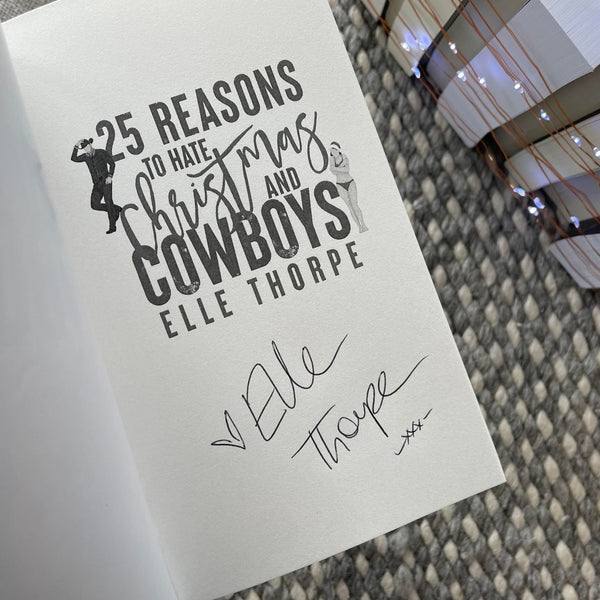 25 REASONS
TO HATE
Christmas
AND
COWBOYS
ELLE THORPE
Elle
Thorpe
xxx